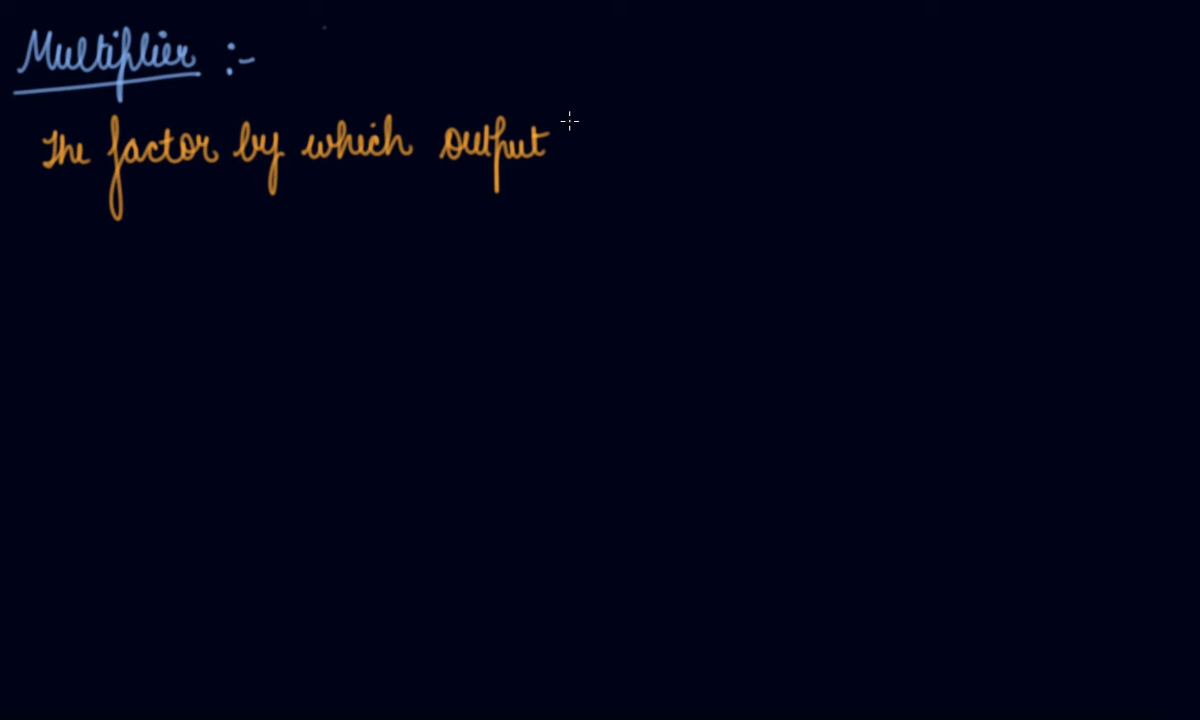 Multiplier :-
The factor by which output